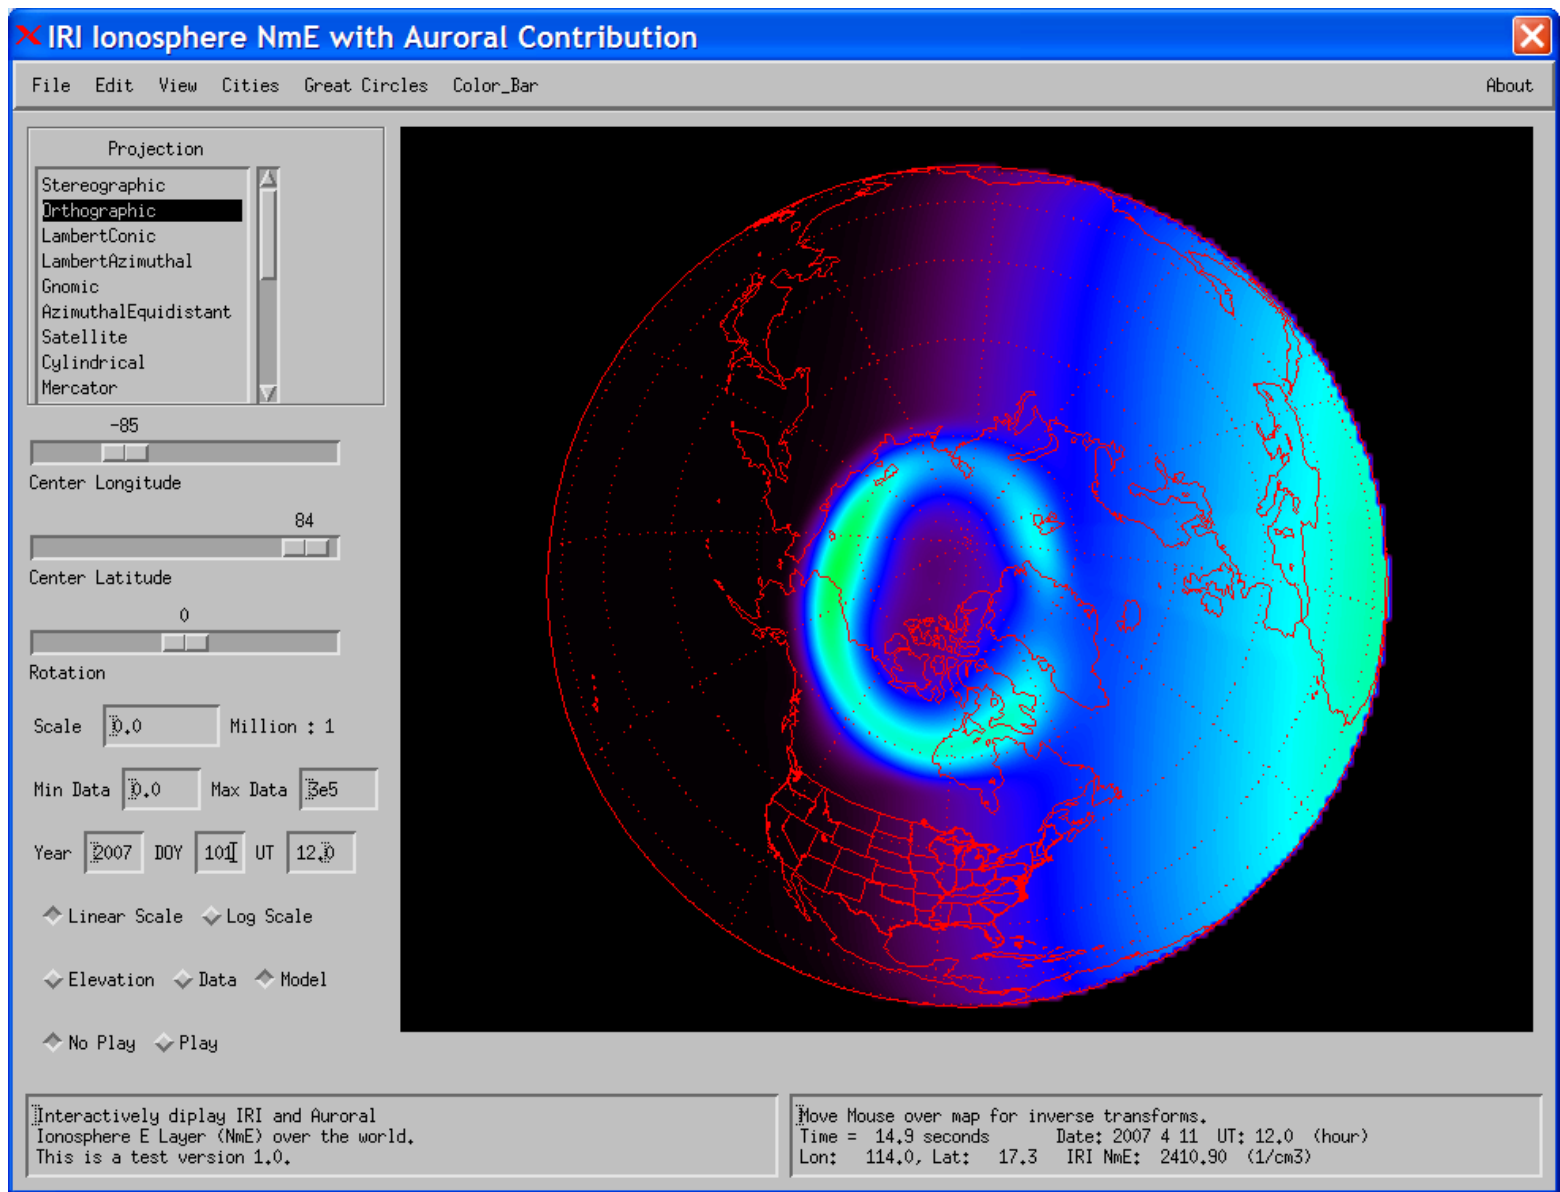 IRI Ionosphere NmE with Auroral Contribution
File Edit View Cities Great Circles Color_Bar About
Projection
Stereographic
Orthographic
LambertConic
LambertAzimuthal
Gnomic
AzimuthalEquidistant
Satellite
Cylindrical
Mercator
-85
Center Longitude
84
Center Latitude
0
Rotation
Scale 0.0 Million : 1
Min Data 0.0 Max Data 3e5
Year 2007 DOY 101 UT 12.0
Linear Scale Log Scale
Elevation Data Model
No Play Play
Interactively diplay IRI and Auroral
Ionosphere E Layer (NmE) over the world.
This is a test version 1.0.
Move Mouse over map for inverse transforms.
Time = 14.9 seconds Date: 2007 4 11 UT: 12.0 (hour)
Lon: 114.0, Lat: 17.3 IRI NmE: 2410.90 (1/cm3)